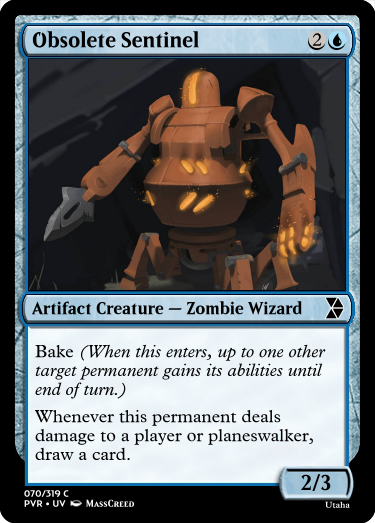 Obsolete Sentinel 2
Artifact Creature — Zombie Wizard
Bake (When this enters, up to one other
target permanent gains its abilities until
end of turn.)
Whenever this permanent deals
damage to a player or planeswalker,
draw a card.
2/3
070/319 C
PVR • UV MassCreed
Utaha